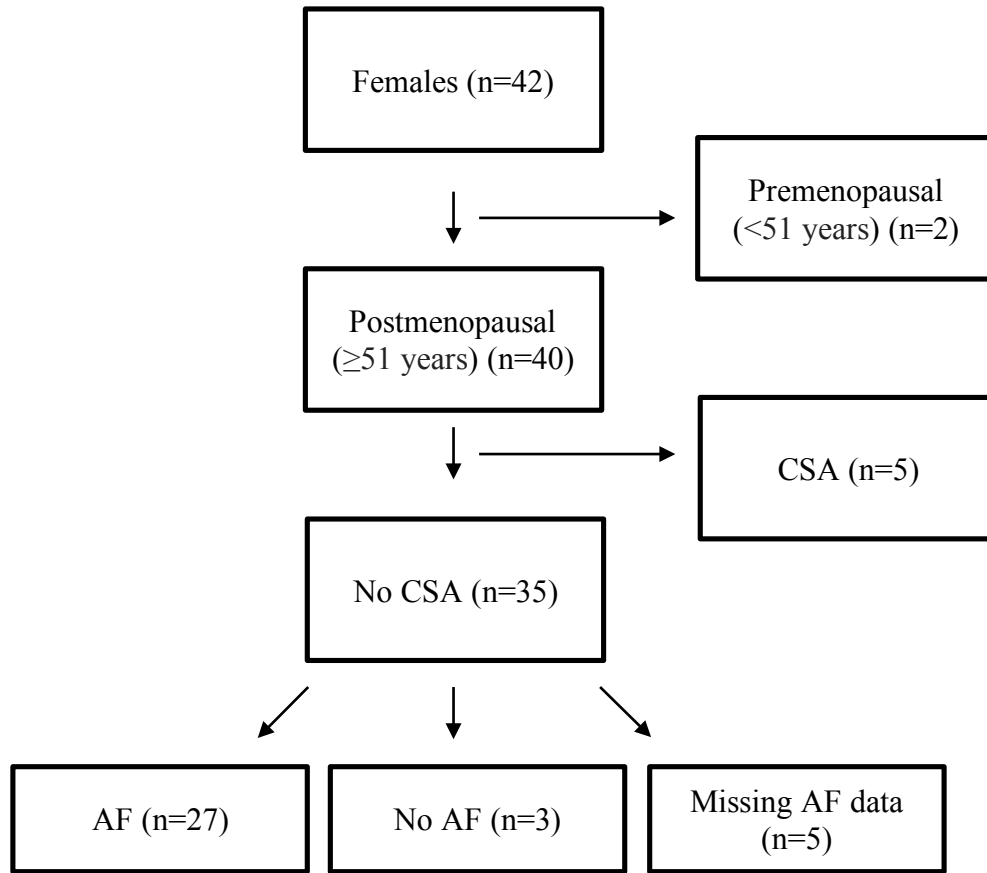 Females (n=42)
Premenopausal
(<51 years) (n=2)
Postmenopausal
(≥51 years) (n=40)
CSA (n=5)
No CSA (n=35)
AF (n=27)
No AF (n=3)
Missing AF data
(n=5)